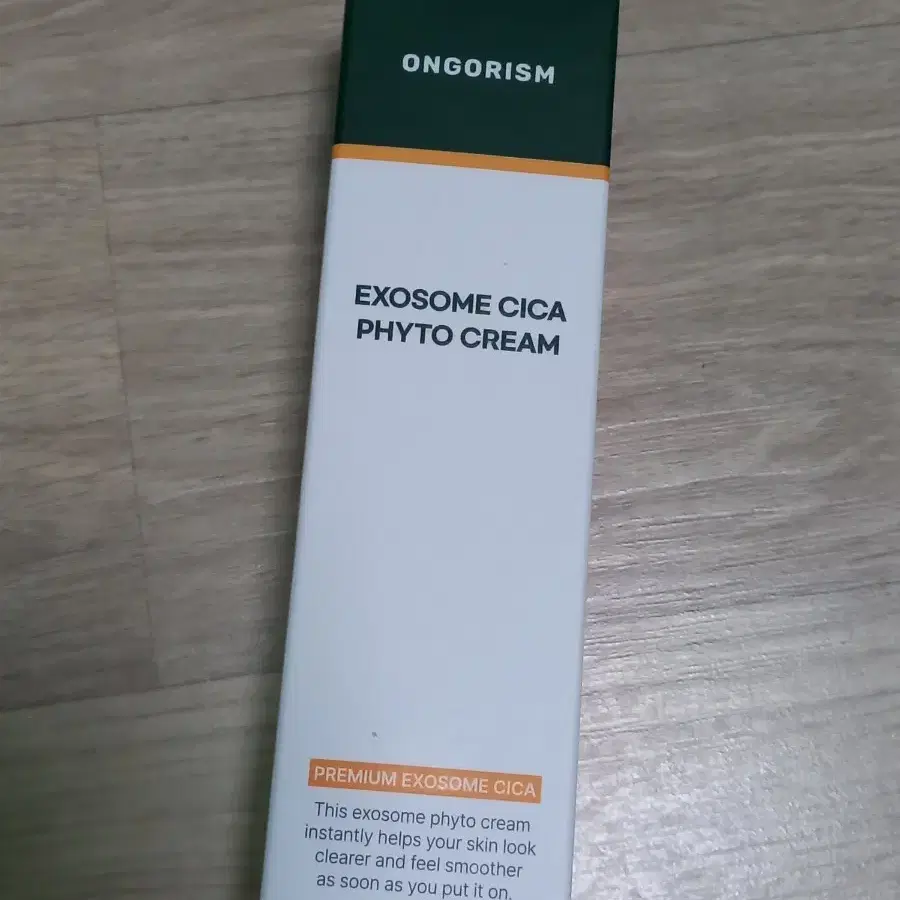 ONGORISM
EXOSOME CICA
PHYTO CREAM
PREMIUM EXOSOME CICA
This exosome phyto cream
instantly helps your skin look
clearer and feel smoother
as soon as you put it on.